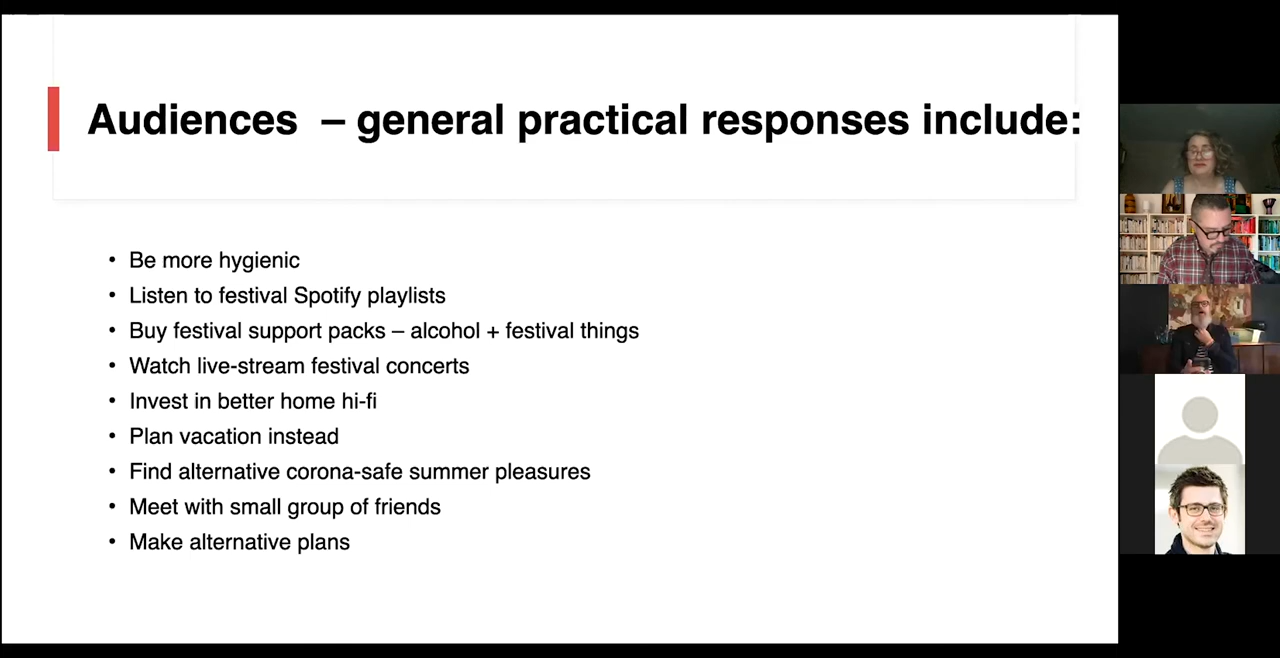 Audiences – general practical responses include:
• Be more hygienic
• Listen to festival Spotify playlists
• Buy festival support packs – alcohol + festival things
• Watch live-stream festival concerts
• Invest in better home hi-fi
• Plan vacation instead
• Find alternative corona-safe summer pleasures
• Meet with small group of friends
• Make alternative plans